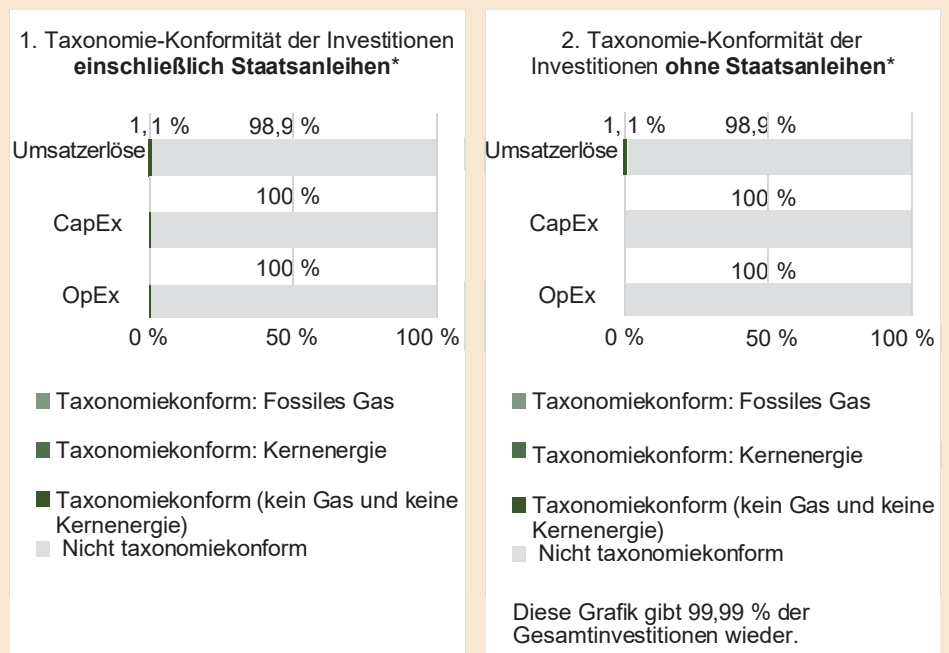 1. Taxonomie-Konformität der Investitionen
einschließlich Staatsanleihen*
1,1 % 98,9 %
Umsatzerlöse
100 %
CapEx
100 %
OpEx
0 % 50 % 100 %
Taxonomiekonform: Fossiles Gas
Taxonomiekonform: Kernenergie
Taxonomiekonform (kein Gas und keine
Kernenergie)
Nicht taxonomiekonform
2. Taxonomie-Konformität der
Investitionen ohne Staatsanleihen*
1,1 % 98,9 %
Umsatzerlöse
100 %
CapEx
100 %
OpEx
0 % 50 % 100 %
Taxonomiekonform: Fossiles Gas
Taxonomiekonform: Kernenergie
Taxonomiekonform (kein Gas und keine
Kernenergie)
Nicht taxonomiekonform
Diese Grafik gibt 99,99 % der
Gesamtinvestitionen wieder.